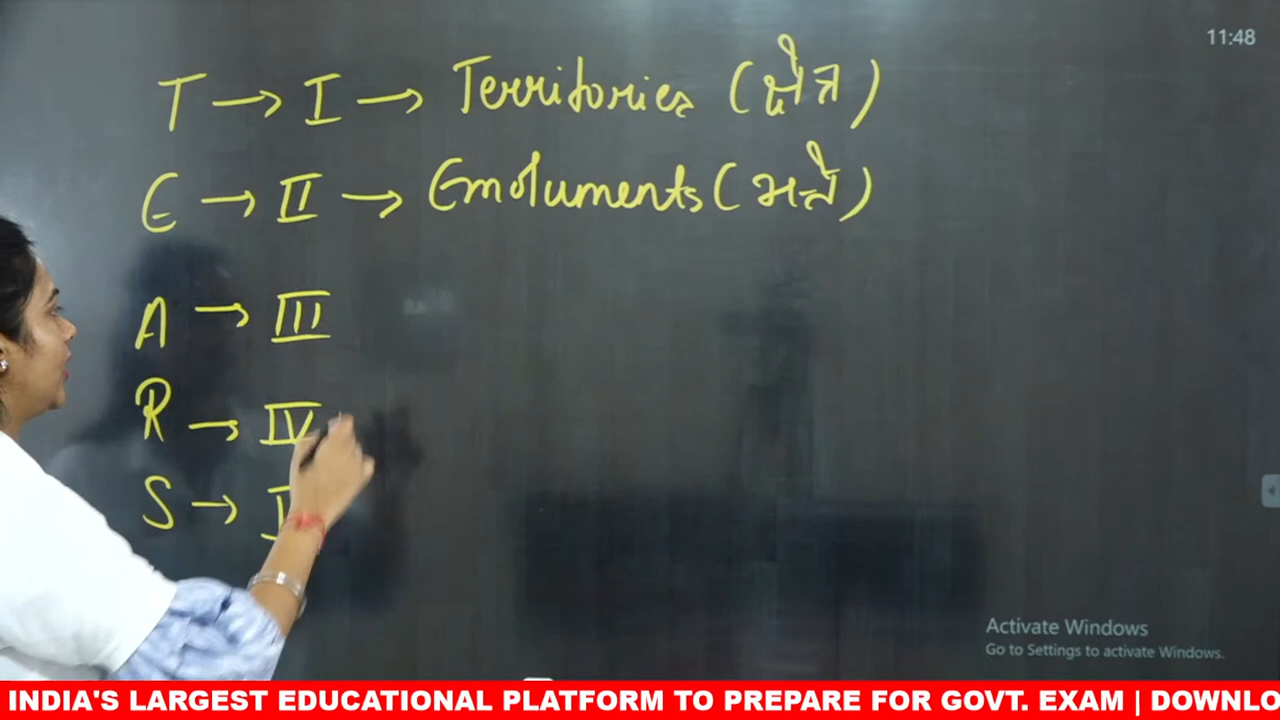 11:48
T → I → Territories (क्षेत्र)
E → II → Emoluments (भत्ते)
A → III
R → IV
S →
Activate Windows
Go to Settings to activate Windows.
INDIA'S LARGEST EDUCATIONAL PLATFORM TO PREPARE FOR GOVT. EXAM | DOWNLO